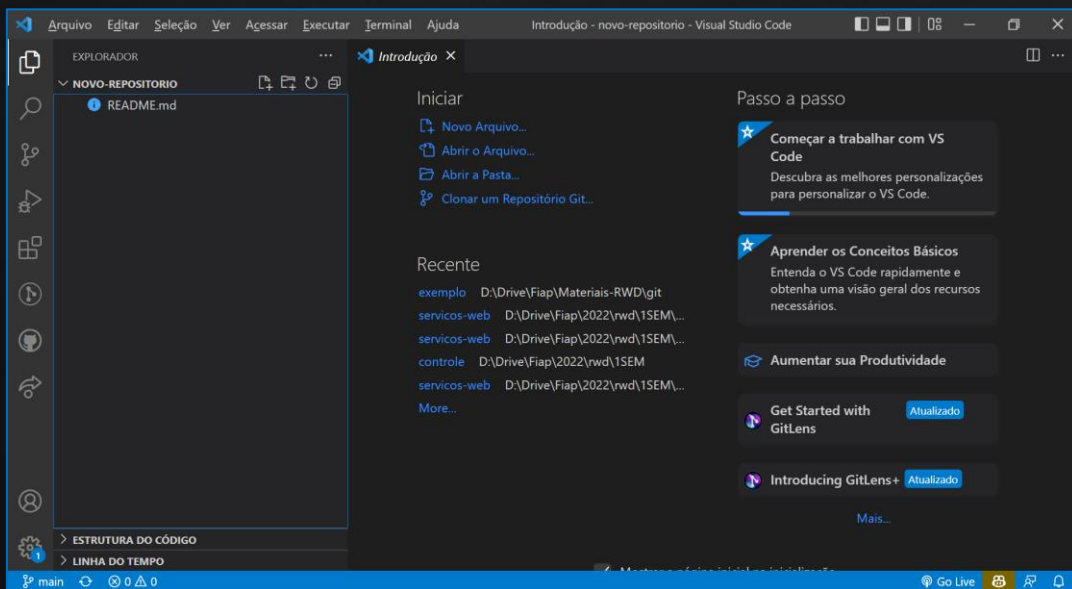 Arquivo Editar Seleção Ver Acessar Executar Terminal Ajuda Introdução - novo-repositorio - Visual Studio Code
EXPLORADOR
NOVO-REPOSITORIO
README.md
ESTRUTURA DO CÓDIGO
LINHA DO TEMPO
Introdução
Iniciar
Novo Arquivo...
Abrir o Arquivo...
Abrir a Pasta...
Clonar um Repositório Git...
Recente
exemplo D:\Drive\Fiap\Materiais-RWD\git
servicos-web D:\Drive\Fiap\2022\rwd\1SEM\...
servicos-web D:\Drive\Fiap\2022\rwd\1SEM\...
controle D:\Drive\Fiap\2022\rwd\1SEM
servicos-web D:\Drive\Fiap\2022\rwd\1SEM\...
More...
Passo a passo
Começar a trabalhar com VS
Code
Descubra as melhores personalizações
para personalizar o VS Code.
Aprender os Conceitos Básicos
Entenda o VS Code rapidamente e
obtenha uma visão geral dos recursos
necessários.
Aumentar sua Produtividade
Get Started with
GitLens
Atualizado
Introducing GitLens+ Atualizado
Mais...
1
main 0 0 Go Live